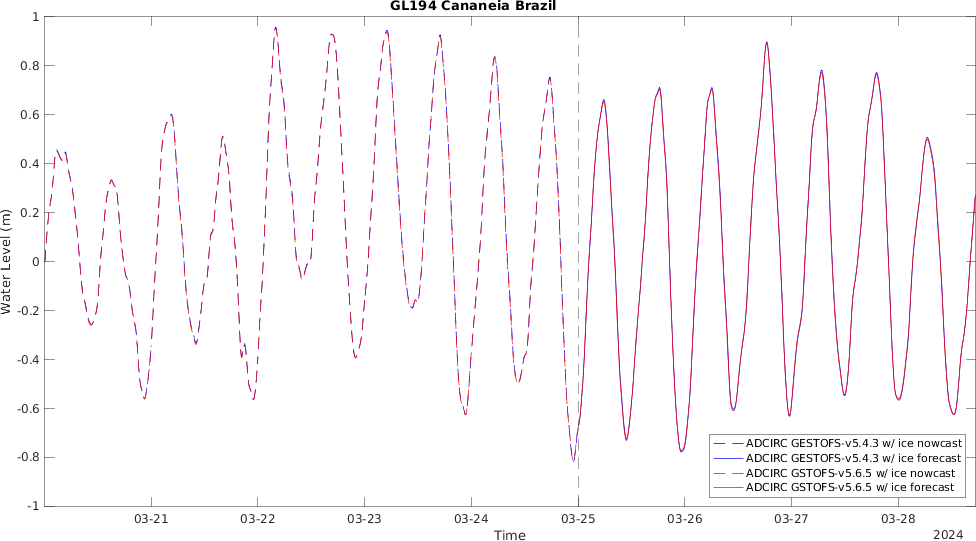 GL194 Cananeia Brazil
1
0.8
0.6
0.4
0.2
0
-0.2
-0.4
-0.6
-0.8
-1
Water Level (m)
ADCIRC GESTOFS-v5.4.3 w/ ice nowcast
ADCIRC GESTOFS-v5.4.3 w/ ice forecast
ADCIRC GSTOFS-v5.6.5 w/ ice nowcast
ADCIRC GSTOFS-v5.6.5 w/ ice forecast
03-21 03-22 03-23 03-24 03-25 03-26 03-27 03-28
Time
2024